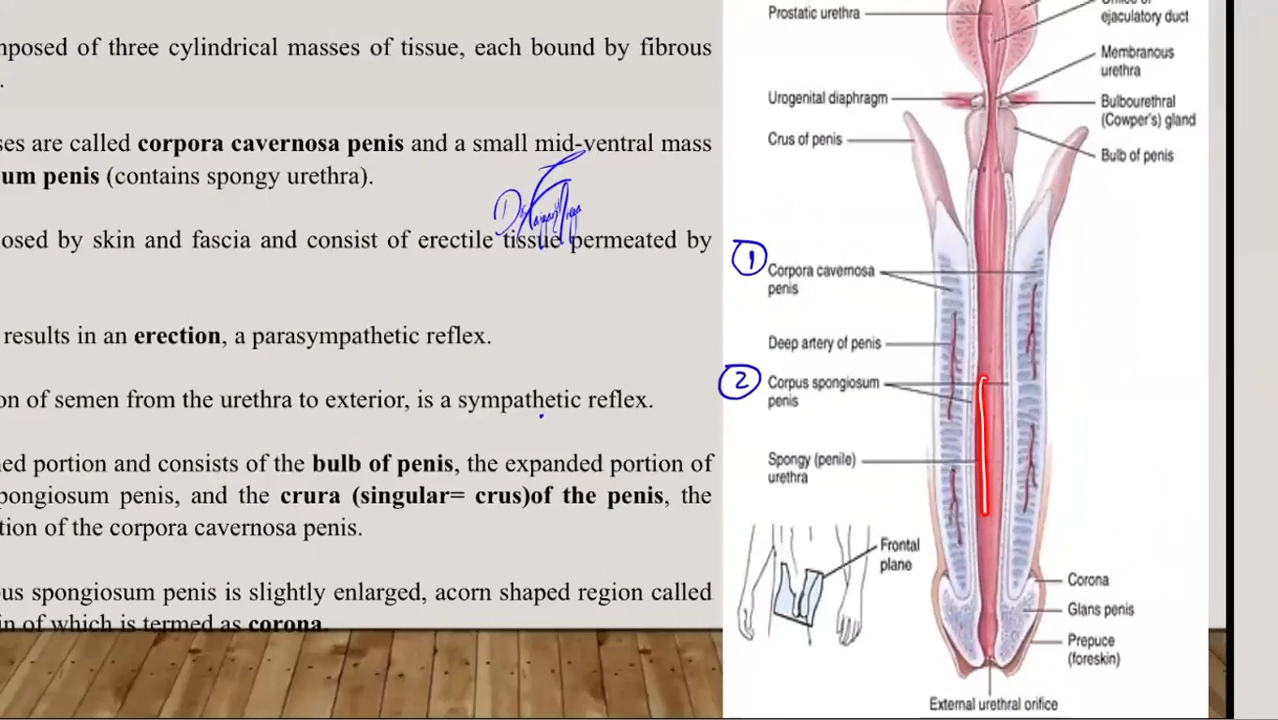 mposed of three cylindrical masses of tissue, each bound by fibrous
.
ses are called corpora cavernosa penis and a small mid-ventral mass
um penis (contains spongy urethra).
osed by skin and fascia and consist of erectile tissue permeated by
results in an erection, a parasympathetic reflex.
on of semen from the urethra to exterior, is a sympathetic reflex.
ed portion and consists of the bulb of penis, the expanded portion of
pongiosum penis, and the crura (singular= crus)of the penis, the
tion of the corpora cavernosa penis.
us spongiosum penis is slightly enlarged, acorn shaped region called
in of which is termed as corona.
Prostatic urethra
ejaculatory duct
Membranous
urethra
Urogenital diaphragm
Bulbourethral
(Cowper's) gland
Crus of penis
Bulb of penis
1
Corpora cavernosa
penis
Deep artery of penis
2
Corpus spongiosum
penis
Spongy (penile)
urethra
Frontal
plane
Corona
Glans penis
Prepuce
(foreskin)
External urethral orifice